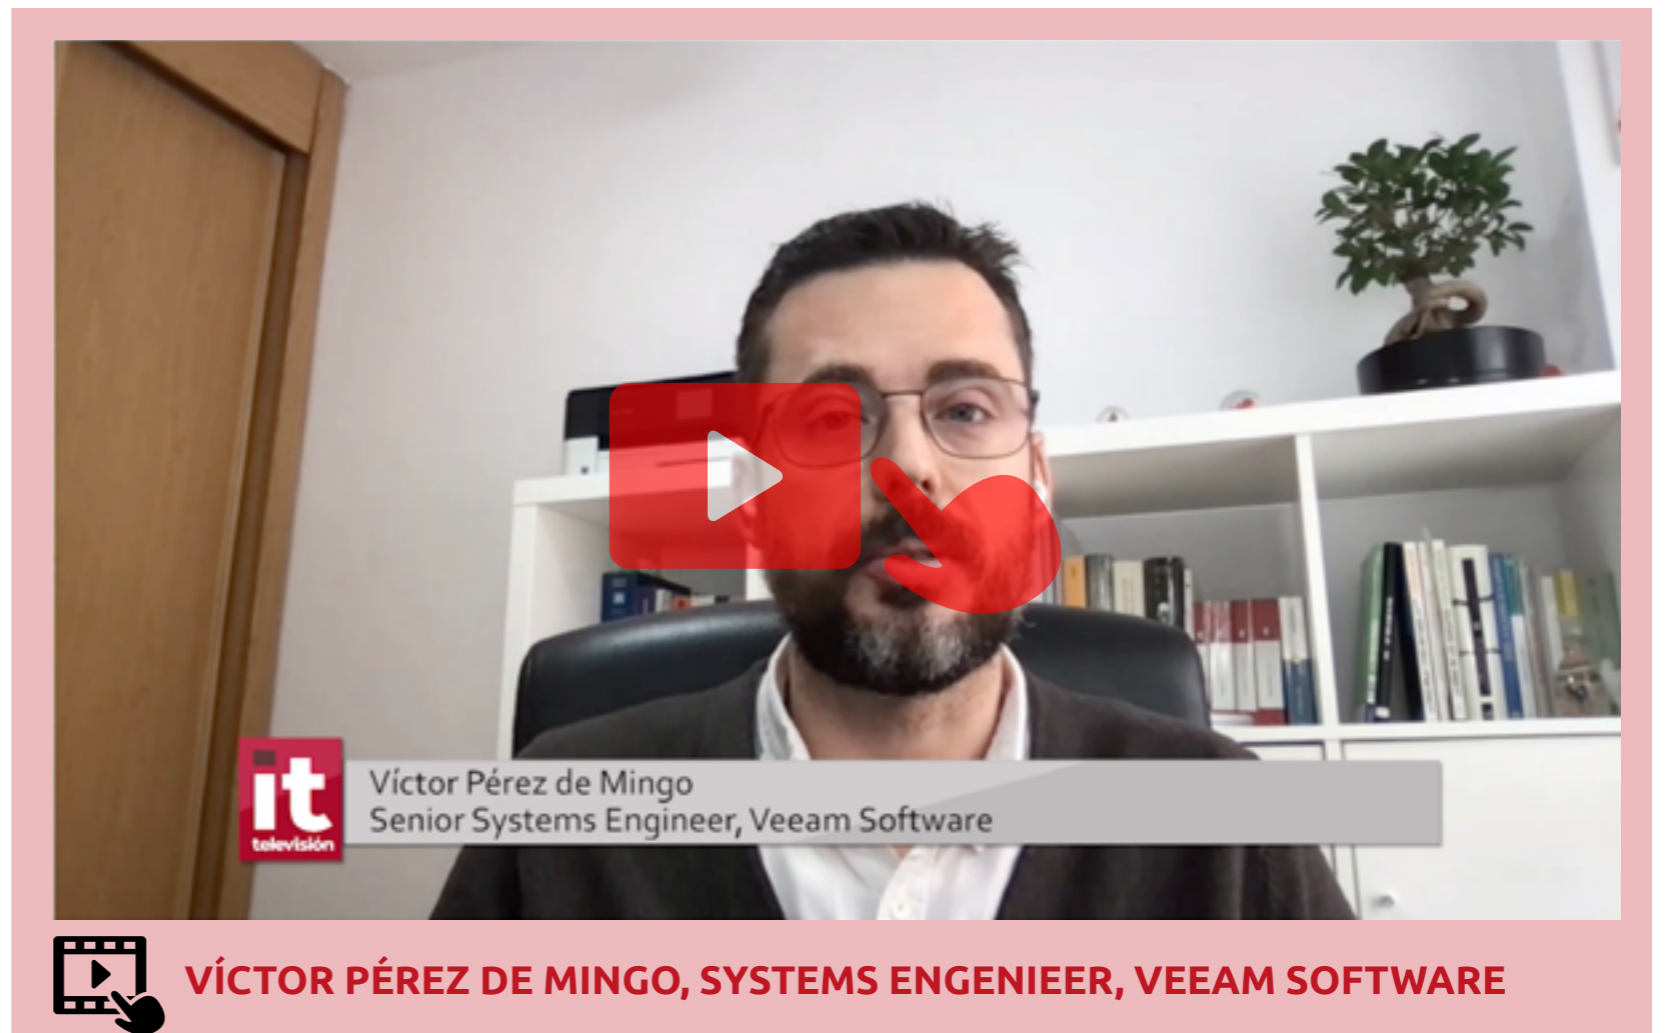 it
televisión
Víctor Pérez de Mingo
Senior Systems Engineer, Veeam Software
VÍCTOR PÉREZ DE MINGO, SYSTEMS ENGENIEER, VEEAM SOFTWARE